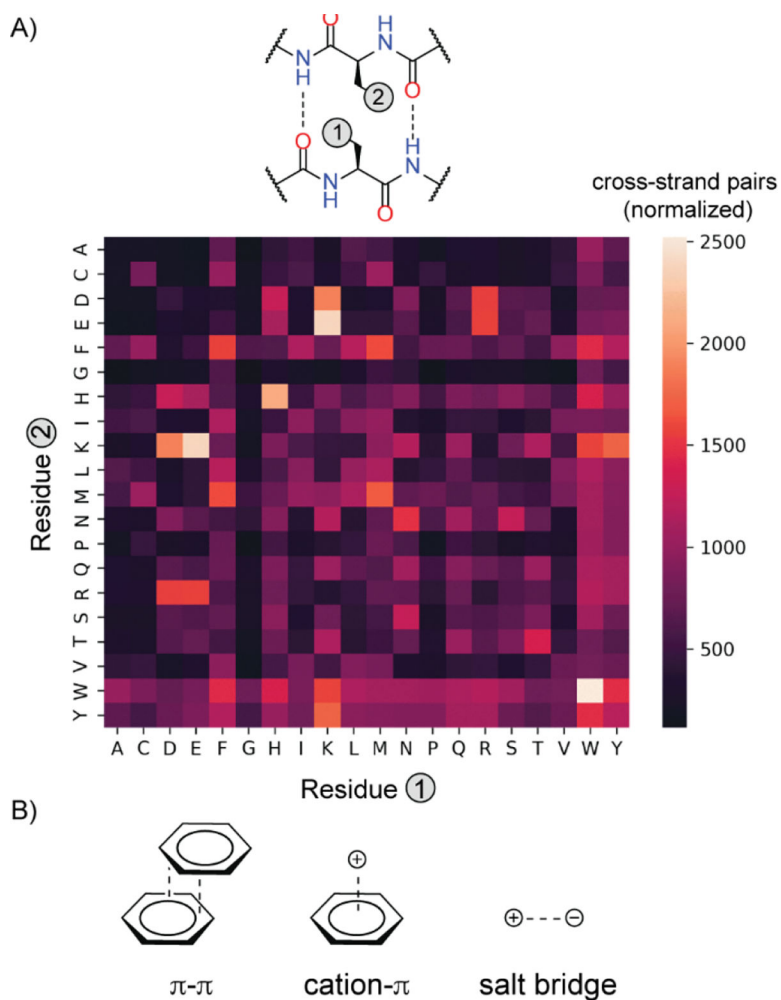 A)
O
H
N
N
H
O
2
1
O
H
N
N
H
O
cross-strand pairs
(normalized)
A
C
D
E
F
G
H
I
K
L
M
N
P
Q
R
S
T
V
W
Y
Residue 2
2500
2000
1500
1000
500
A C D E F G H I K L M N P Q R S T V W Y
Residue 1
B)
+
+ −
π-π cation-π salt bridge